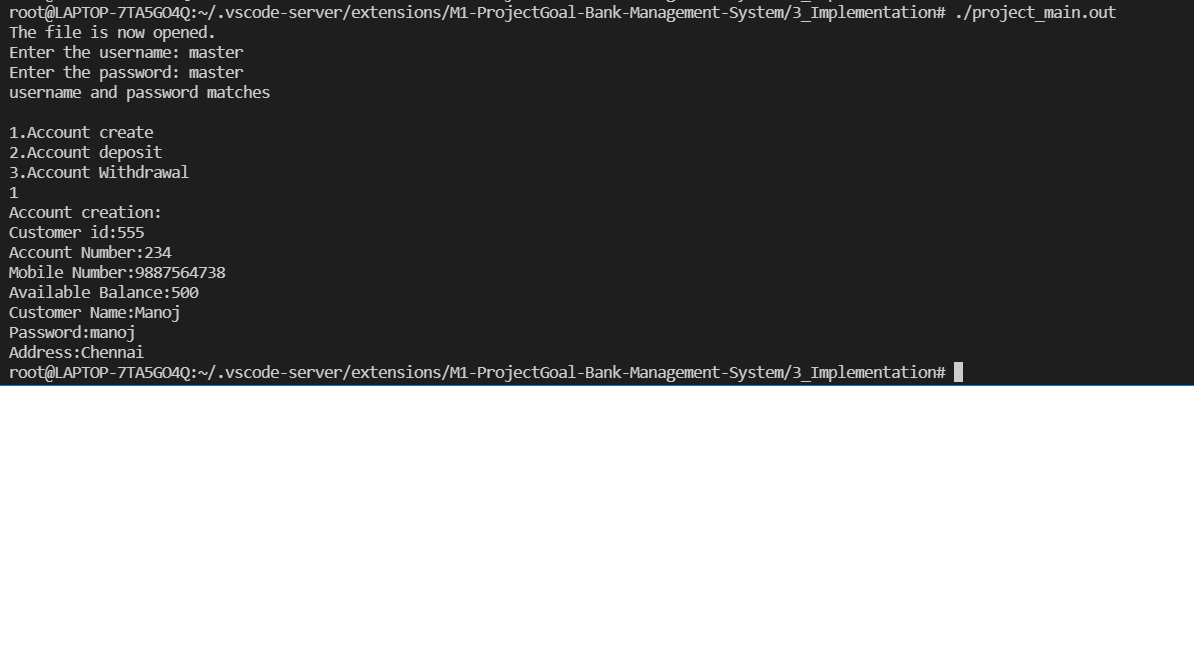 root@LAPTOP-7TA5GO4Q:~/.vscode-server/extensions/M1-ProjectGoal-Bank-Management-System/3_Implementation# ./project_main.out
The file is now opened.
Enter the username: master
Enter the password: master
username and password matches
1.Account create
2.Account deposit
3.Account Withdrawal
1
Account creation:
Customer id:555
Account Number:234
Mobile Number:9887564738
Available Balance:500
Customer Name:Manoj
Password:manoj
Address:Chennai
root@LAPTOP-7TA5GO4Q:~/.vscode-server/extensions/M1-ProjectGoal-Bank-Management-System/3_Implementation#